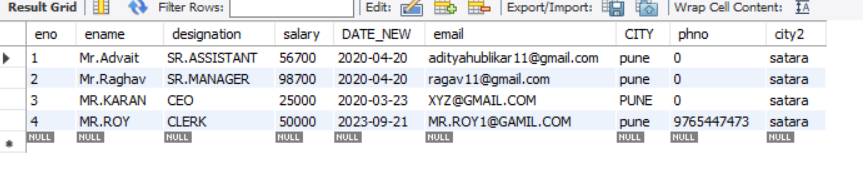 Result Grid Filter Rows: Edit: Export/Import: Wrap Cell Content: IA
eno ename designation salary DATE_NEW email CITY phno city2
1 Mr.Advait SR.ASSISTANT 56700 2020-04-20 adityahublikar11@gmail.com pune 0 satara
2 Mr.Raghav SR.MANAGER 98700 2020-04-20 ragav11@gmail.com pune 0 satara
3 MR.KARAN CEO 25000 2020-03-23 XYZ@GMAIL.COM PUNE 0 satara
4 MR.ROY CLERK 50000 2023-09-21 MR.ROY1@GAMIL.COM pune 9765447473 satara
NULL NULL NULL NULL NULL NULL NULL NULL NULL